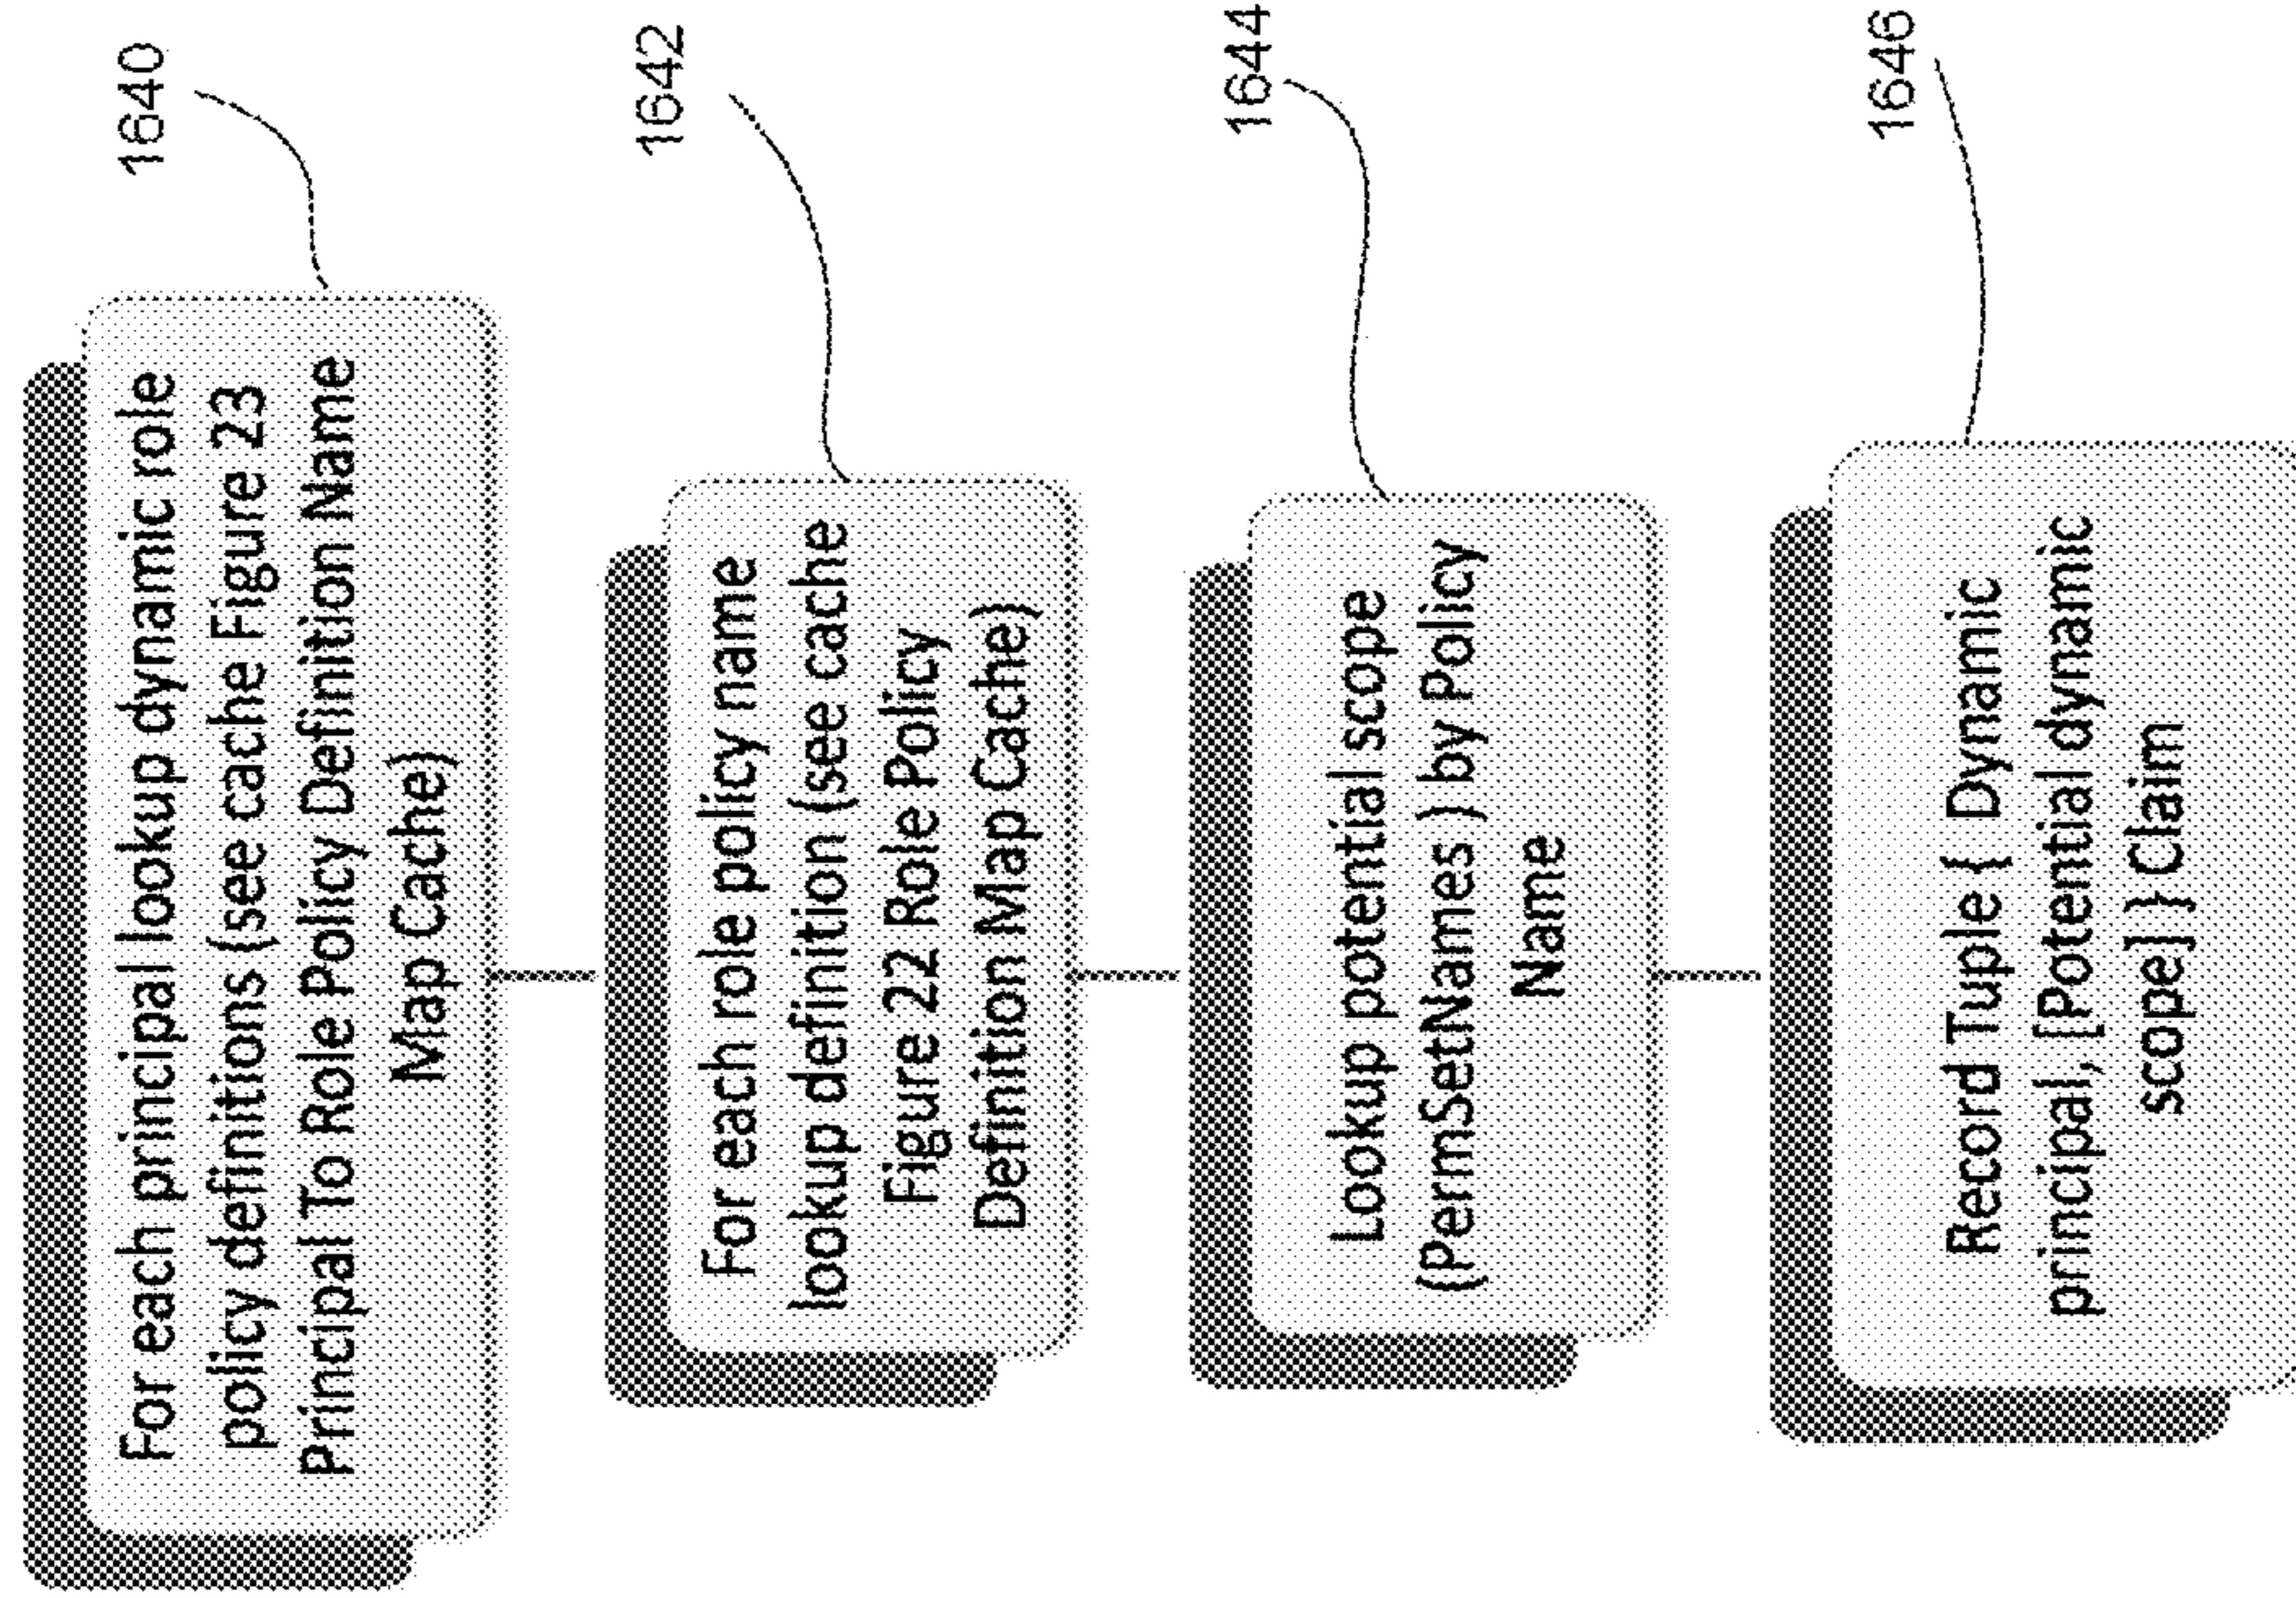 1640
For each principal lookup dynamic role
policy definitions (see cache Figure 23
Principal To Role Policy Definition Name
Map Cache)
1642
For each role policy name
lookup definition (see cache
Figure 22 Role Policy
Definition Map Cache)
1644
Lookup potential scope
(PermSetNames ) by Policy
Name
1646
Record Tuple { Dynamic
principal, [Potential dynamic
scope] } Claim